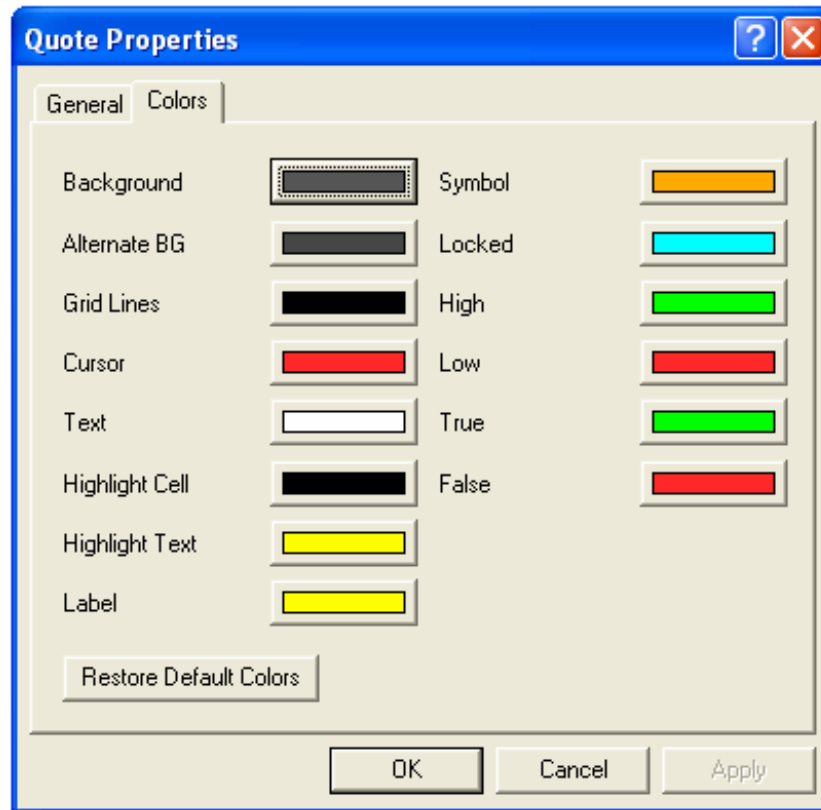 Quote Properties
General Colors
Background Symbol
Alternate BG Locked
Grid Lines High
Cursor Low
Text True
Highlight Cell False
Highlight Text
Label
Restore Default Colors
OK Cancel Apply